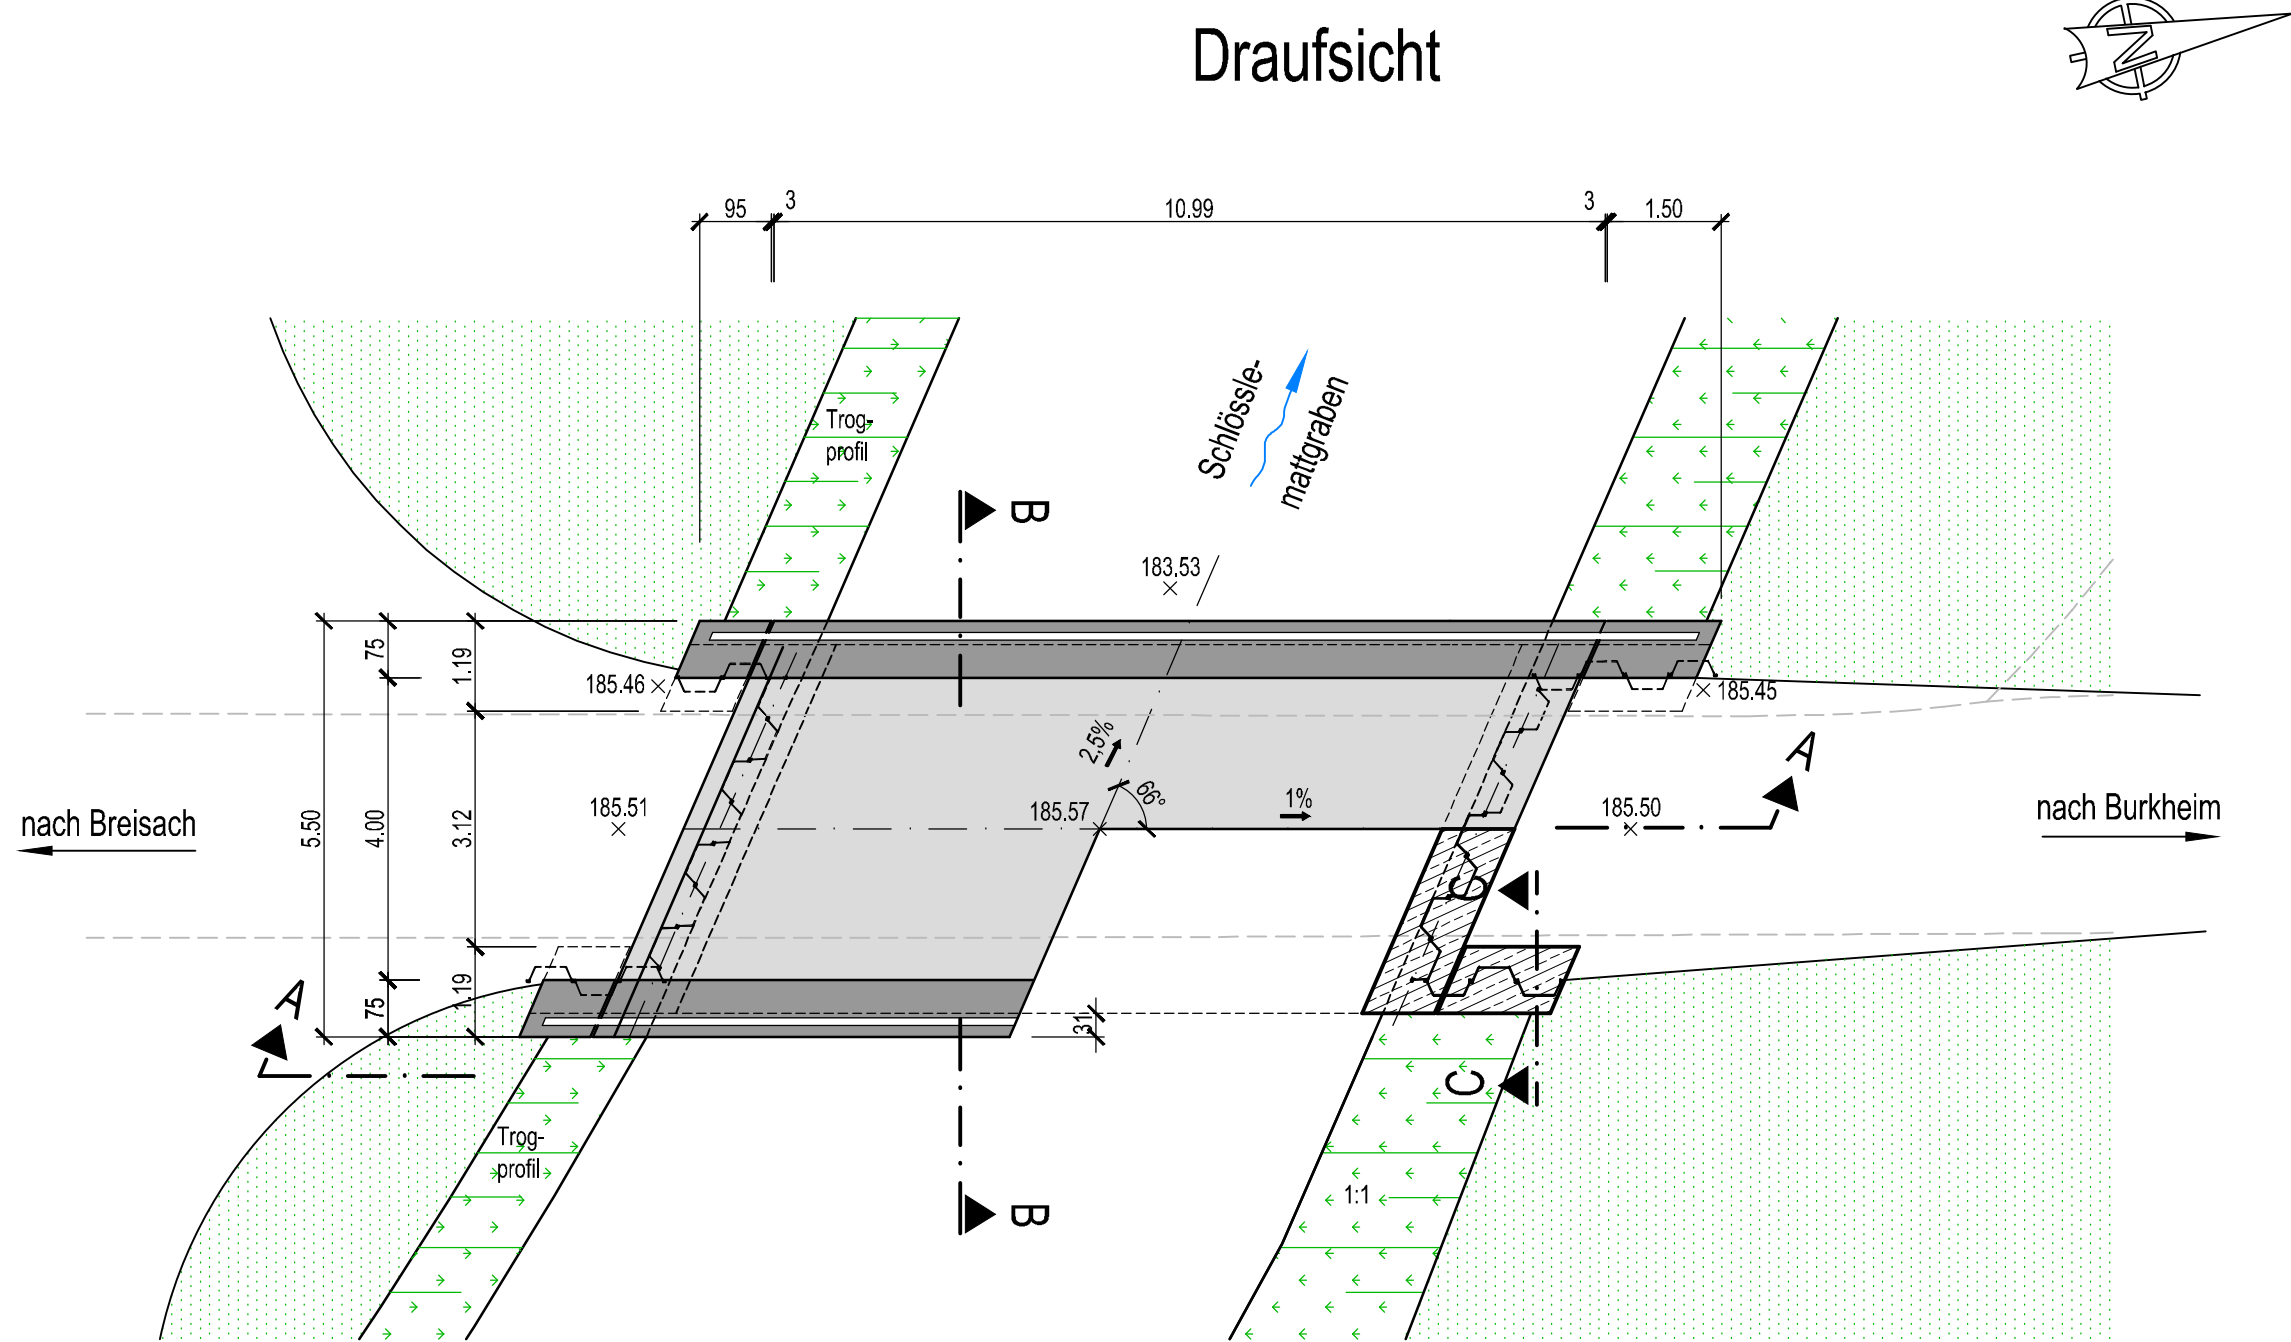 Draufsicht
N
95
3
10.99
3
1.50
Trog-
profil
Schlössle-
mattgraben
B
183.53
75
1.19
185.46
185.45
2,5%
66°
A
nach Breisach
5.50
4.00
3.12
185.51
185.57
1%
185.50
nach Burkheim
C
A
75
1.19
31
C
Trog-
profil
1:1
B